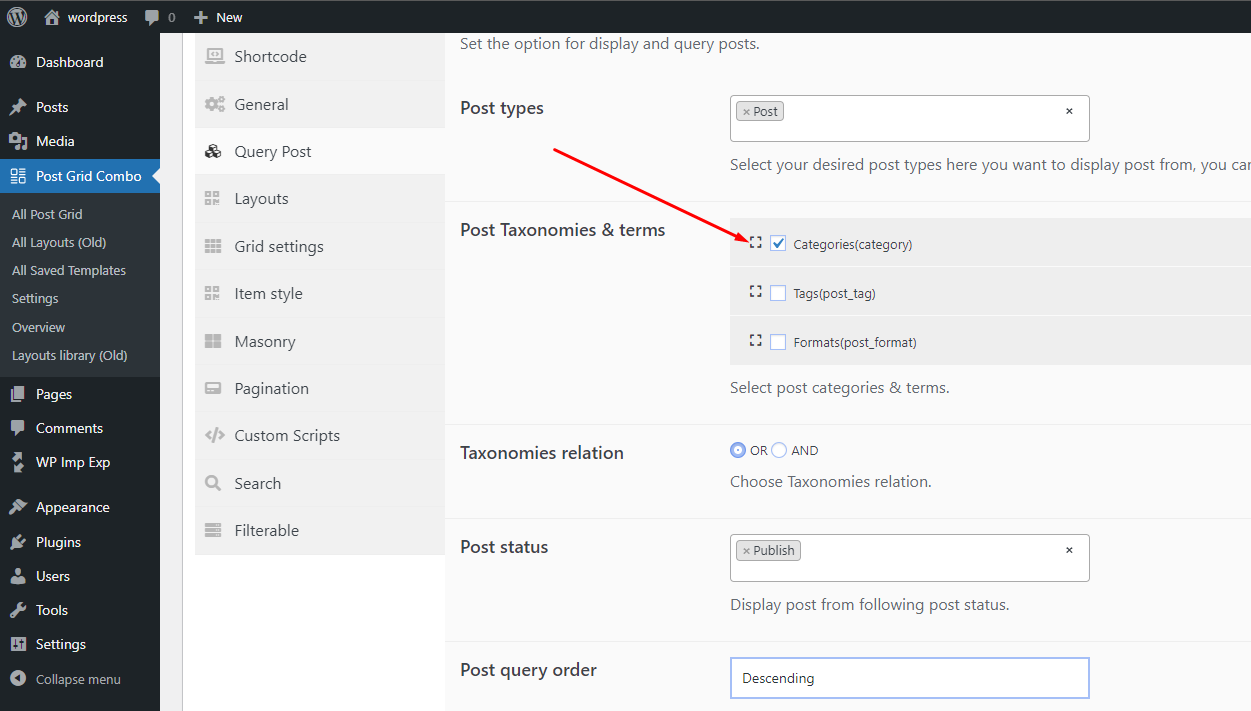 wordpress 0 New
Dashboard
Posts
Media
Post Grid Combo
All Post Grid
All Layouts (Old)
All Saved Templates
Settings
Overview
Layouts library (Old)
Pages
Comments
WP Imp Exp
Appearance
Plugins
Users
Tools
Settings
Collapse menu
Shortcode
General
Query Post
Layouts
Grid settings
Item style
Masonry
Pagination
Custom Scripts
Search
Filterable
Set the option for display and query posts.
Post types
× Post ×
Select your desired post types here you want to display post from, you can
Post Taxonomies & terms
Categories(category)
Tags(post_tag)
Formats(post_format)
Select post categories & terms.
Taxonomies relation
OR AND
Choose Taxonomies relation.
Post status
× Publish ×
Display post from following post status.
Post query order
Descending